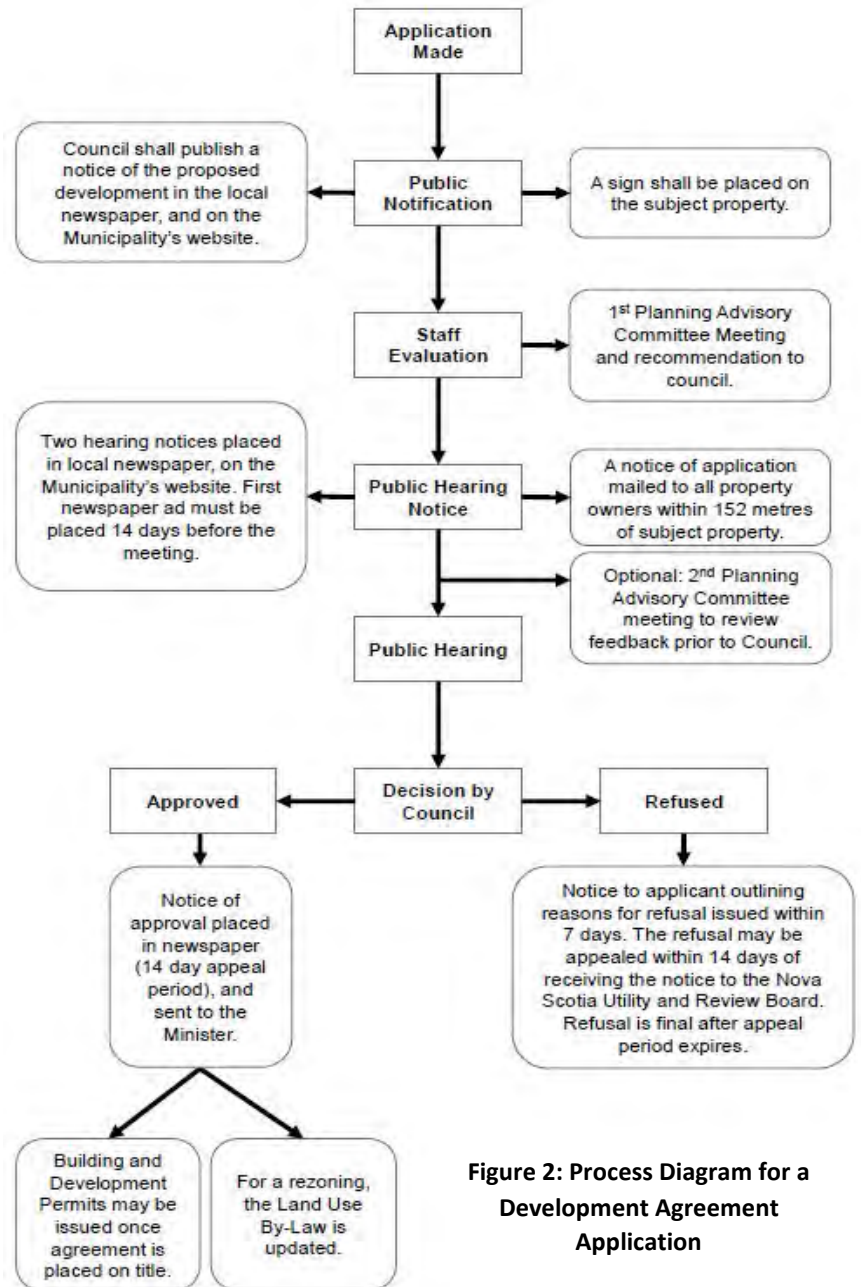 Application
Made
Council shall publish a
notice of the proposed
development in the local
newspaper, and on the
Municipality's website.
Public
Notification
A sign shall be placed on
the subject property.
Staff
Evaluation
1st Planning Advisory
Committee Meeting
and recommendation to
council.
Two hearing notices placed
in local newspaper, on the
Municipality's website. First
newspaper ad must be
placed 14 days before the
meeting.
Public Hearing
Notice
A notice of application
mailed to all property
owners within 152 metres
of subject property.
Optional: 2nd Planning
Advisory Committee
meeting to review
feedback prior to Council.
Public Hearing
Approved
Decision by
Council
Refused
Notice of
approval placed
in newspaper
(14 day appeal
period), and
sent to the
Minister.
Notice to applicant outlining
reasons for refusal issued within
7 days. The refusal may be
appealed within 14 days of
receiving the notice to the Nova
Scotia Utility and Review Board.
Refusal is final after appeal
period expires.
Building and
Development
Permits may be
issued once
agreement is
placed on title.
For a rezoning,
the Land Use
By-Law is
updated.
Figure 2: Process Diagram for a
Development Agreement
Application